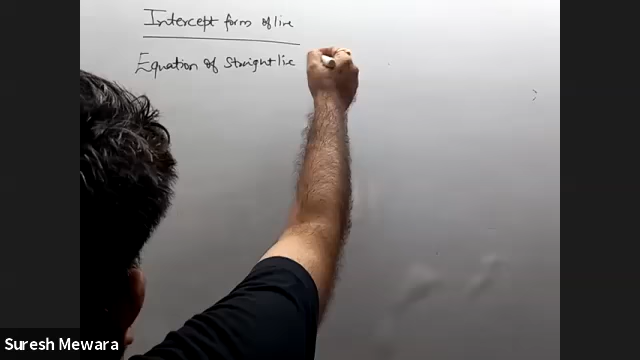 Intercept form of line
Equation of straight lie
Suresh Mewara